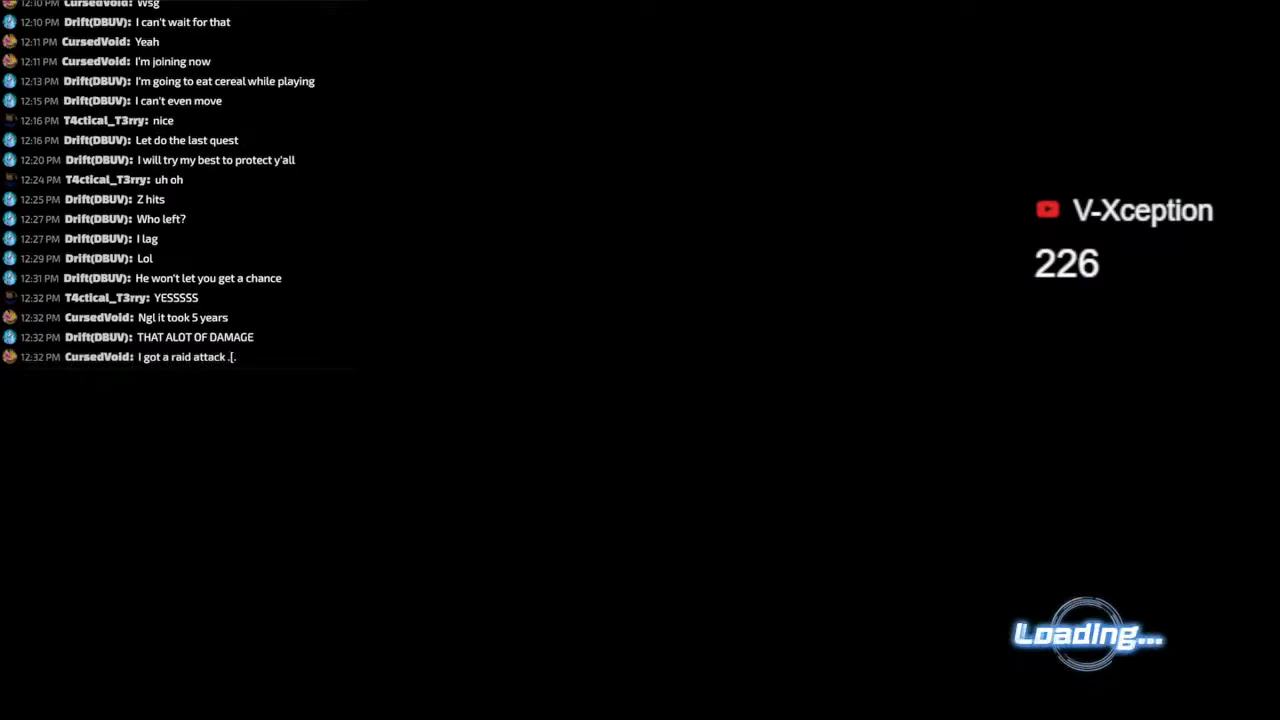 12:10 PM CursedVoid: Wsg
12:10 PM Drift(DBUV): I can't wait for that
12:11 PM CursedVoid: Yeah
12:11 PM CursedVoid: I'm joining now
12:13 PM Drift(DBUV): I'm going to eat cereal while playing
12:15 PM Drift(DBUV): I can't even move
12:16 PM T4ctical_T3rry: nice
12:16 PM Drift(DBUV): Let do the last quest
12:20 PM Drift(DBUV): I will try my best to protect y'all
12:24 PM T4ctical_T3rry: uh oh
12:25 PM Drift(DBUV): Z hits
12:27 PM Drift(DBUV): Who left?
12:27 PM Drift(DBUV): I lag
12:29 PM Drift(DBUV): Lol
12:31 PM Drift(DBUV): He won't let you get a chance
12:32 PM T4ctical_T3rry: YESSSSS
12:32 PM CursedVoid: Ngl it took 5 years
12:32 PM Drift(DBUV): THAT ALOT OF DAMAGE
12:32 PM CursedVoid: I got a raid attack .[.
V-Xception
226
Loading...